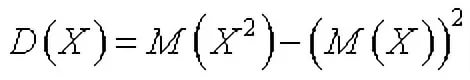 D(X) = M(X²) − (M(X))²